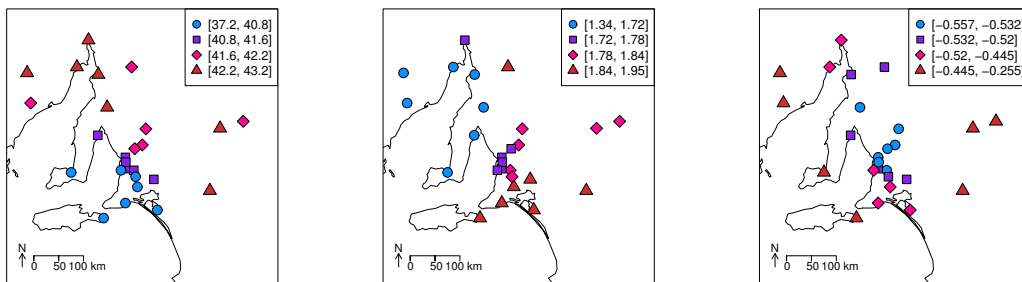 [37.2, 40.8]
[40.8, 41.6]
[41.6, 42.2]
[42.2, 43.2]
N
0 50 100 km
[1.34, 1.72]
[1.72, 1.78]
[1.78, 1.84]
[1.84, 1.95]
N
0 50 100 km
[−0.557, −0.532]
[−0.532, −0.52]
[−0.52, −0.445]
[−0.445, −0.255]
N
0 50 100 km